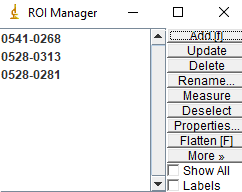 ROI Manager
0541-0268
0528-0313
0528-0281
Add [t]
Update
Delete
Rename...
Measure
Deselect
Properties...
Flatten [F]
More »
Show All
Labels